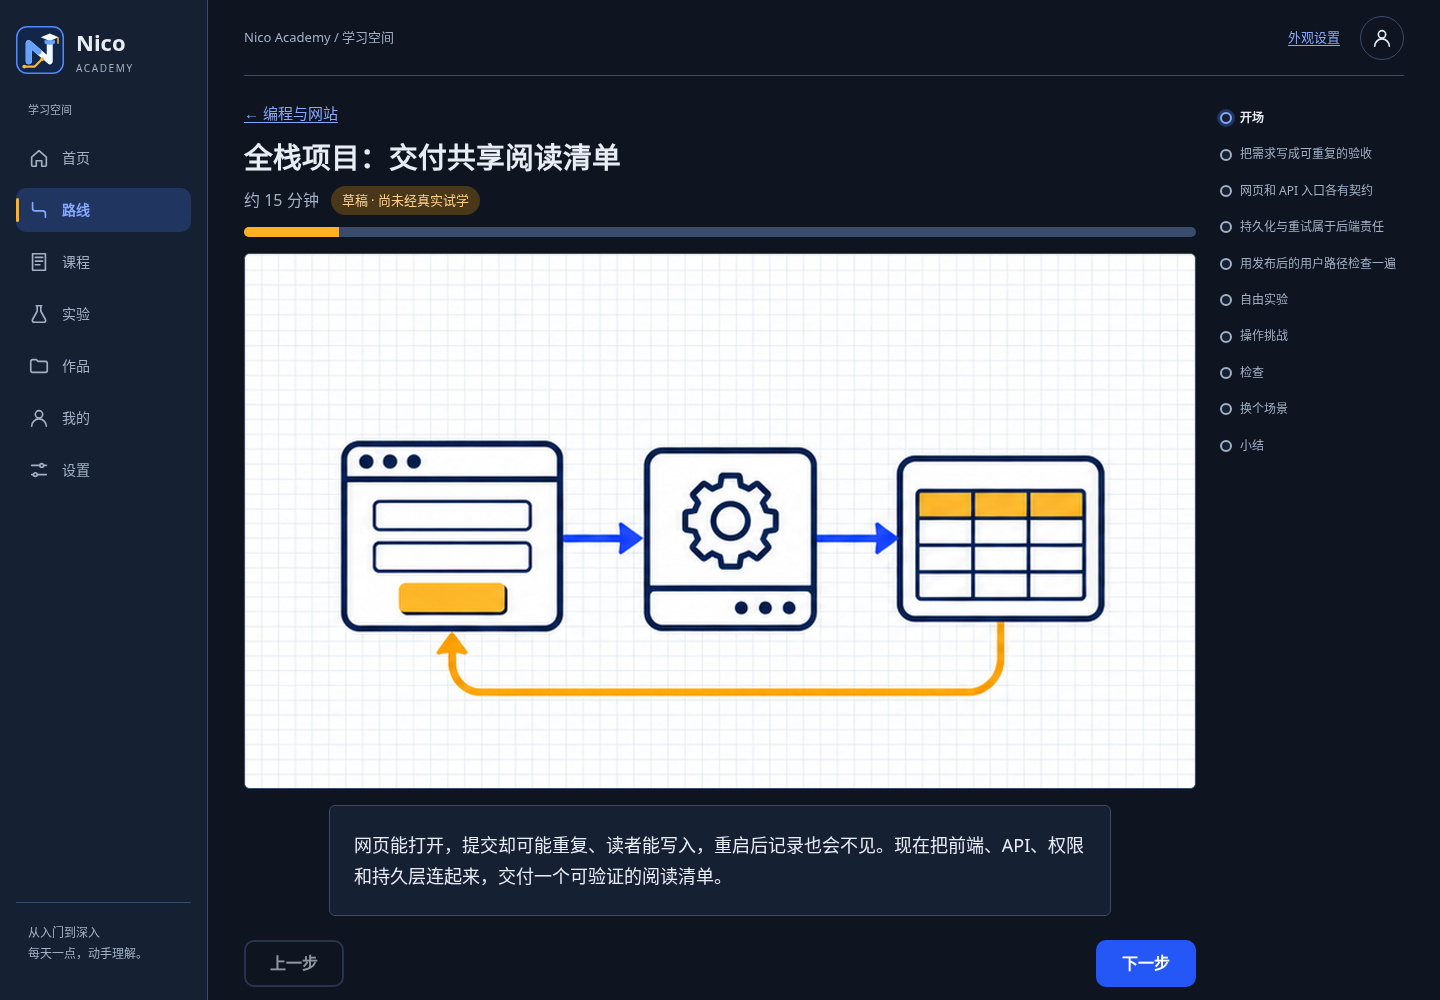 Nico
ACADEMY
学习空间
首页
路线
课程
实验
作品
我的
设置
从入门到深入
每天一点，动手理解。
Nico Academy / 学习空间
外观设置
← 编程与网站
全栈项目：交付共享阅读清单
约 15 分钟
草稿 · 尚未经真实试学
网页能打开，提交却可能重复、读者能写入，重启后记录也会不见。现在把前端、API、权限
和持久层连起来，交付一个可验证的阅读清单。
上一步
下一步
开场
把需求写成可重复的验收
网页和 API 入口各有契约
持久化与重试属于后端责任
用发布后的用户路径检查一遍
自由实验
操作挑战
检查
换个场景
小结